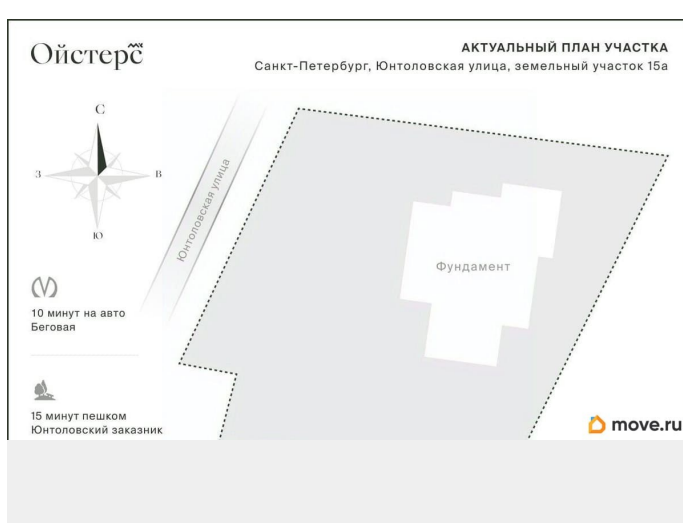 Ойстерс
АКТУАЛЬНЫЙ ПЛАН УЧАСТКА
Санкт-Петербург, Юнтоловская улица, земельный участок 15а
С
З
В
Ю
Юнтоловская улица
Фундамент
10 минут на авто
Беговая
15 минут пешком
Юнтоловский заказник
move.ru